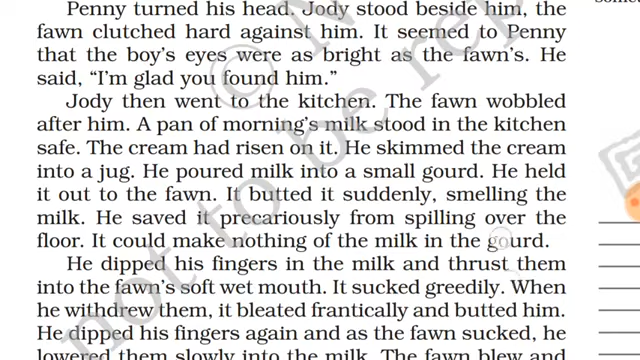 Penny turned his head. Jody stood beside him, the
fawn clutched hard against him. It seemed to Penny
that the boy's eyes were as bright as the fawn's. He
said, "I'm glad you found him."
Jody then went to the kitchen. The fawn wobbled
after him. A pan of morning's milk stood in the kitchen
safe. The cream had risen on it. He skimmed the cream
into a jug. He poured milk into a small gourd. He held
it out to the fawn. It butted it suddenly, smelling the
milk. He saved it precariously from spilling over the
floor. It could make nothing of the milk in the gourd.
He dipped his fingers in the milk and thrust them
into the fawn's soft wet mouth. It sucked greedily. When
he withdrew them, it bleated frantically and butted him.
He dipped his fingers again and as the fawn sucked, he
lowered them slowly into the milk. The fawn blew and
not to be rep
© N